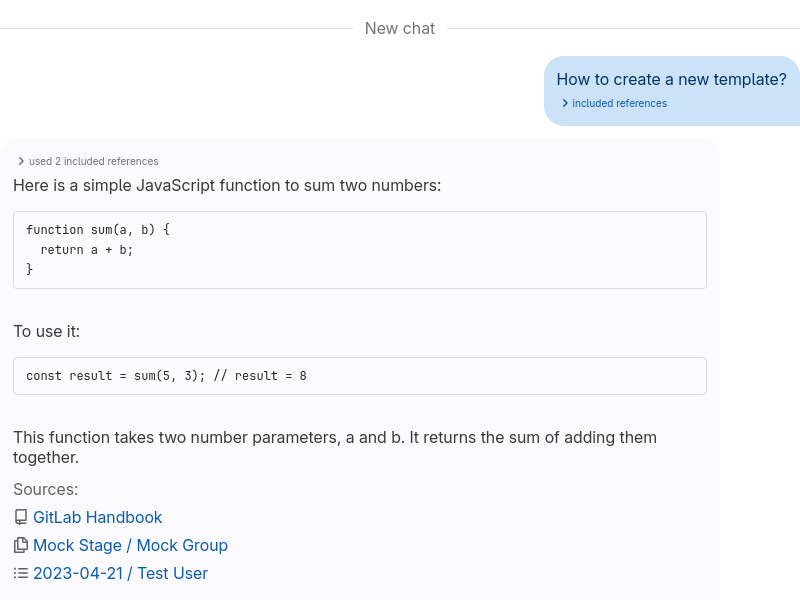 New chat
How to create a new template?
included references
used 2 included references
Here is a simple JavaScript function to sum two numbers:
function sum(a, b) {
  return a + b;
}
To use it:
const result = sum(5, 3); // result = 8
This function takes two number parameters, a and b. It returns the sum of adding them
together.
Sources:
GitLab Handbook
Mock Stage / Mock Group
2023-04-21 / Test User